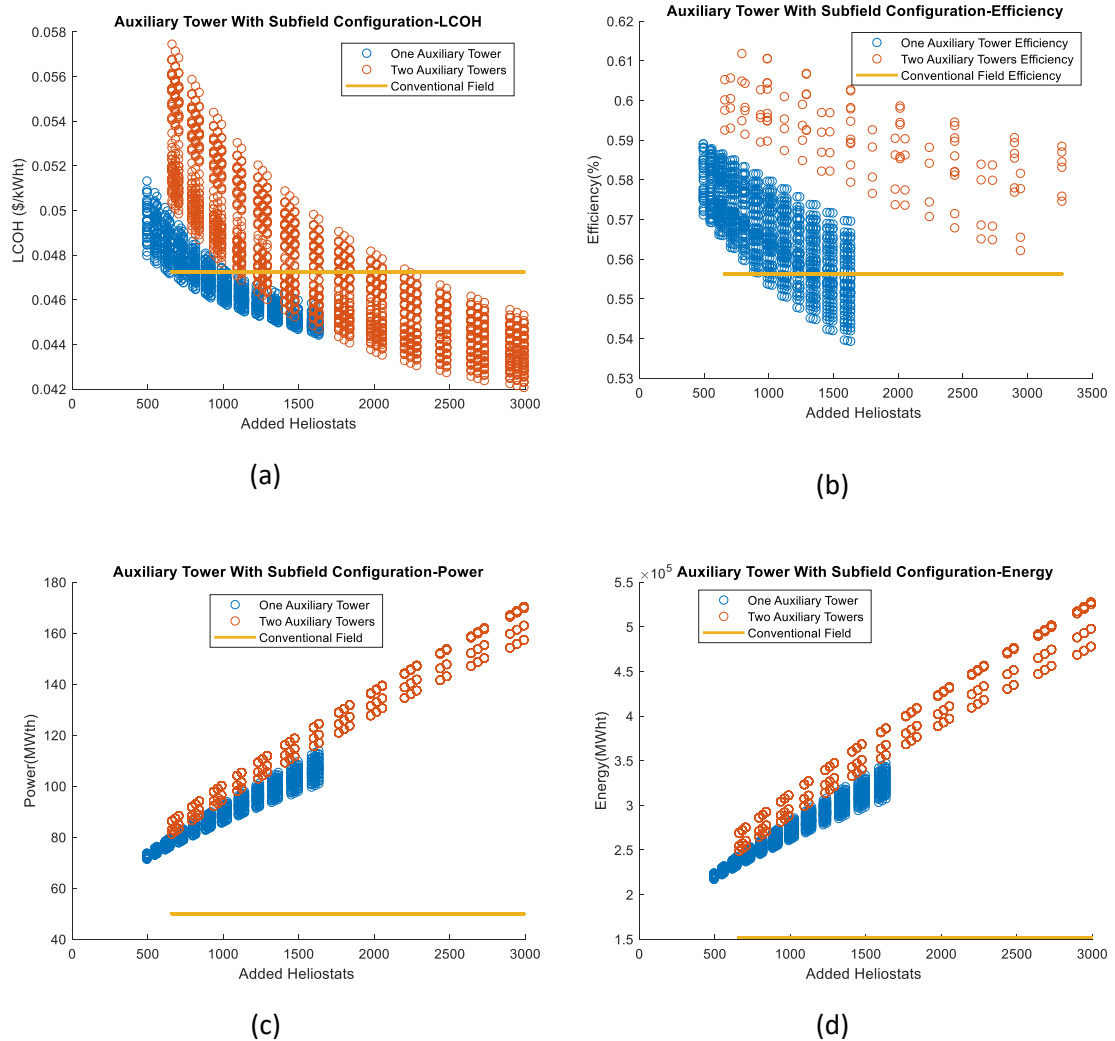 Auxiliary Tower With Subfield Configuration-LCOH
0.058
0.056
0.054
0.052
0.05
0.048
0.046
0.044
0.042
LCOH ($/kWht)
One Auxiliary Tower
Two Auxiliary Towers
Conventional Field
0 500 1000 1500 2000 2500 3000
Added Heliostats
(a)
Auxiliary Tower With Subfield Configuration-Efficiency
0.62
0.61
0.6
0.59
0.58
0.57
0.56
0.55
0.54
0.53
Efficiency(%)
One Auxiliary Tower Efficiency
Two Auxiliary Towers Efficiency
Conventional Field Efficiency
0 500 1000 1500 2000 2500 3000 3500
Added Heliostats
(b)
Auxiliary Tower With Subfield Configuration-Power
180
160
140
120
100
80
60
40
Power(MWth)
One Auxiliary Tower
Two Auxiliary Towers
Conventional Field
0 500 1000 1500 2000 2500 3000
Added Heliostats
(c)
×10⁵ Auxiliary Tower With Subfield Configuration-Energy
5.5
5
4.5
4
3.5
3
2.5
2
1.5
Energy(MWht)
One Auxiliary Tower
Two Auxiliary Towers
Conventional Field
0 500 1000 1500 2000 2500 3000
Added Heliostats
(d)